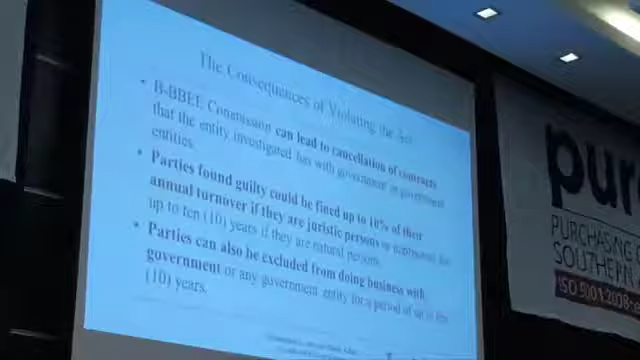 The Consequences of Violating the Act
• B-BBEE Commission can lead to cancellation of contracts
that the entity investigated has with government or government
entities.
• Parties found guilty could be fined up to 10% of their
annual turnover if they are juristic persons or imprisoned for
up to ten (10) years if they are natural persons.
• Parties can also be excluded from doing business with
government or any government entity for a period of up to ten
(10) years.
pur
PURCHASING
SOUTHERN
ISO 9001:2008